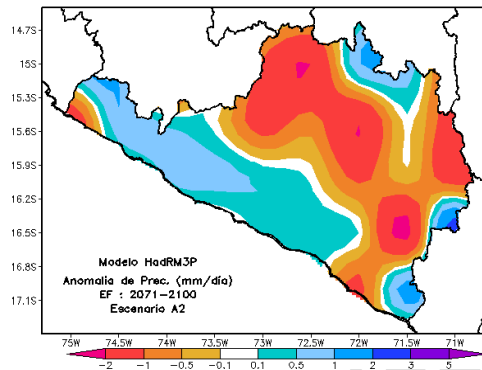 14.7S
15S
15.3S
15.6S
15.9S
16.2S
16.5S
16.8S
17.1S
Modelo HadRM3P
Anomalia de Prec. (mm/día)
EF : 2071-2100
Escenario A2
75W 74.5W 74W 73.5W 73W 72.5W 72W 71.5W 71W
-2 -1 -0.5 -0.1 0.1 0.5 1 2 3 5